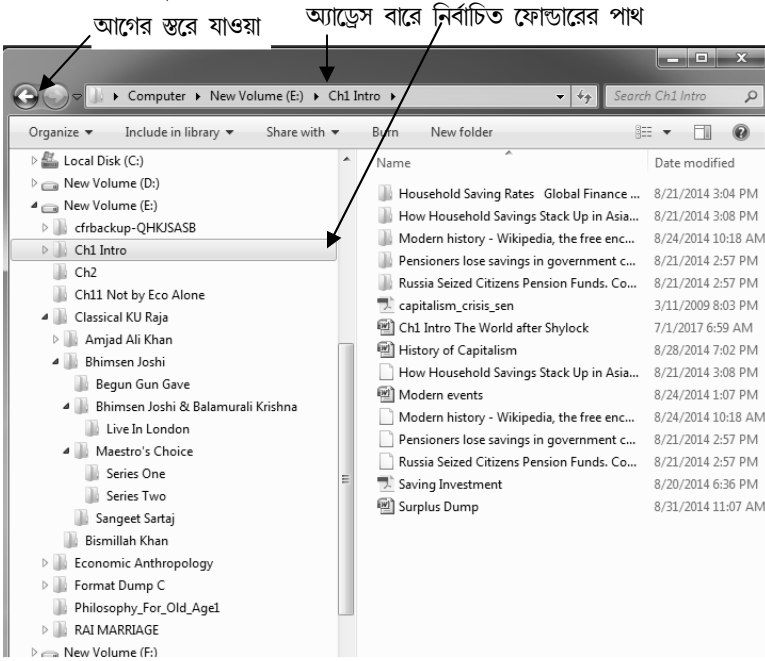 আগের স্তরে যাওয়া
অ্যাড্রেস বারে নির্বাচিত ফোল্ডারের পাথ
Computer New Volume (E:) Ch1 Intro
Search Ch1 Intro
Organize Include in library Share with Burn New folder
Local Disk (C:)
New Volume (D:)
New Volume (E:)
cfrbackup-QHKJSASB
Ch1 Intro
Ch2
Ch11 Not by Eco Alone
Classical KU Raja
Amjad Ali Khan
Bhimsen Joshi
Begun Gun Gave
Bhimsen Joshi & Balamurali Krishna
Live In London
Maestro's Choice
Series One
Series Two
Sangeet Sartaj
Bismillah Khan
Economic Anthropology
Format Dump C
Philosophy_For_Old_Age1
RAI MARRIAGE
New Volume (F:)
Name Date modified
Household Saving Rates Global Finance ... 8/21/2014 3:04 PM
How Household Savings Stack Up in Asia... 8/21/2014 3:08 PM
Modern history - Wikipedia, the free enc... 8/24/2014 10:18 AM
Pensioners lose savings in government c... 8/21/2014 2:57 PM
Russia Seized Citizens Pension Funds. Co... 8/21/2014 2:57 PM
capitalism_crisis_sen 3/11/2009 8:03 PM
Ch1 Intro The World after Shylock 7/1/2017 6:59 AM
History of Capitalism 8/28/2014 7:02 PM
How Household Savings Stack Up in Asia... 8/21/2014 3:08 PM
Modern events 8/24/2014 1:07 PM
Modern history - Wikipedia, the free enc... 8/24/2014 10:18 AM
Pensioners lose savings in government c... 8/21/2014 2:57 PM
Russia Seized Citizens Pension Funds. Co... 8/21/2014 2:57 PM
Saving Investment 8/20/2014 6:36 PM
Surplus Dump 8/31/2014 11:07 AM